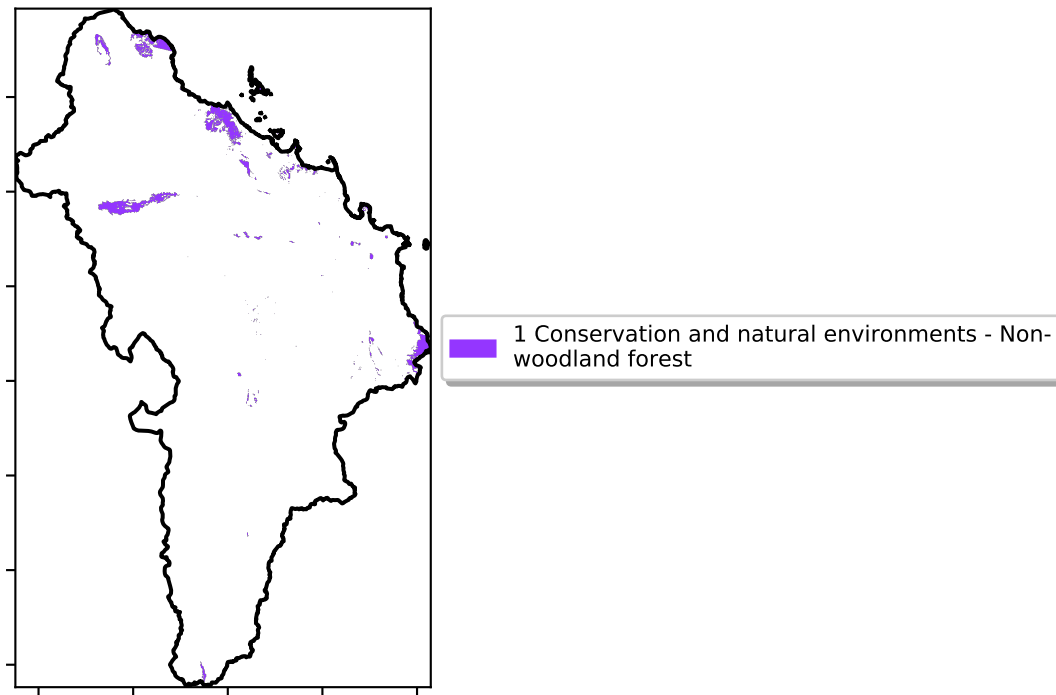 1 Conservation and natural environments - Non-
woodland forest